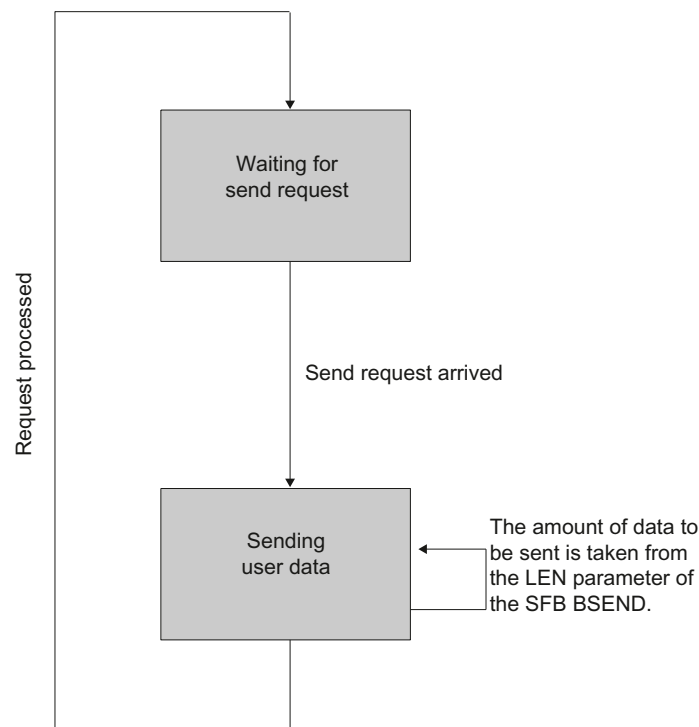 Waiting for
send request
Request processed
Send request arrived
Sending
user data
The amount of data to
be sent is taken from
the LEN parameter of
the SFB BSEND.